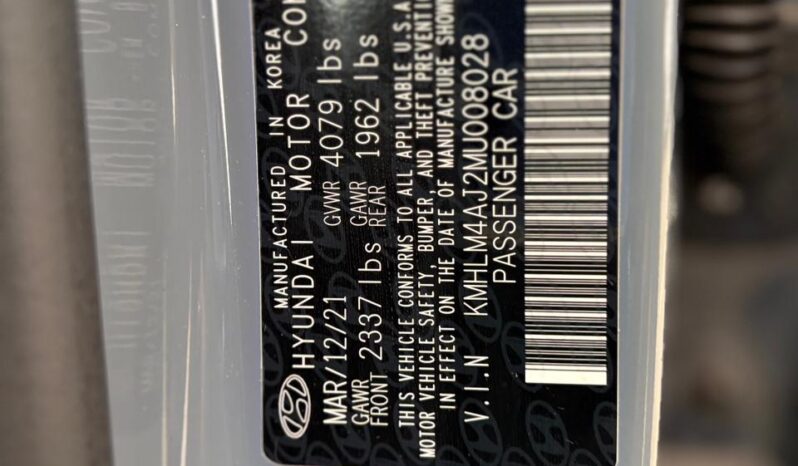 MANUFACTURED IN KOREA
HYUNDAI MOTOR COM
MAR/12/21 GVWR 4079 lbs
GAWR FRONT 2337 lbs GAWR REAR 1962 lbs
THIS VEHICLE CONFORMS TO ALL APPLICABLE U.S.A
MOTOR VEHICLE SAFETY, BUMPER, AND THEFT PREVENTI
IN EFFECT ON THE DATE OF MANUFACTURE SHOWN
V.I.N KMHLM4AJ2MU008028
PASSENGER CAR